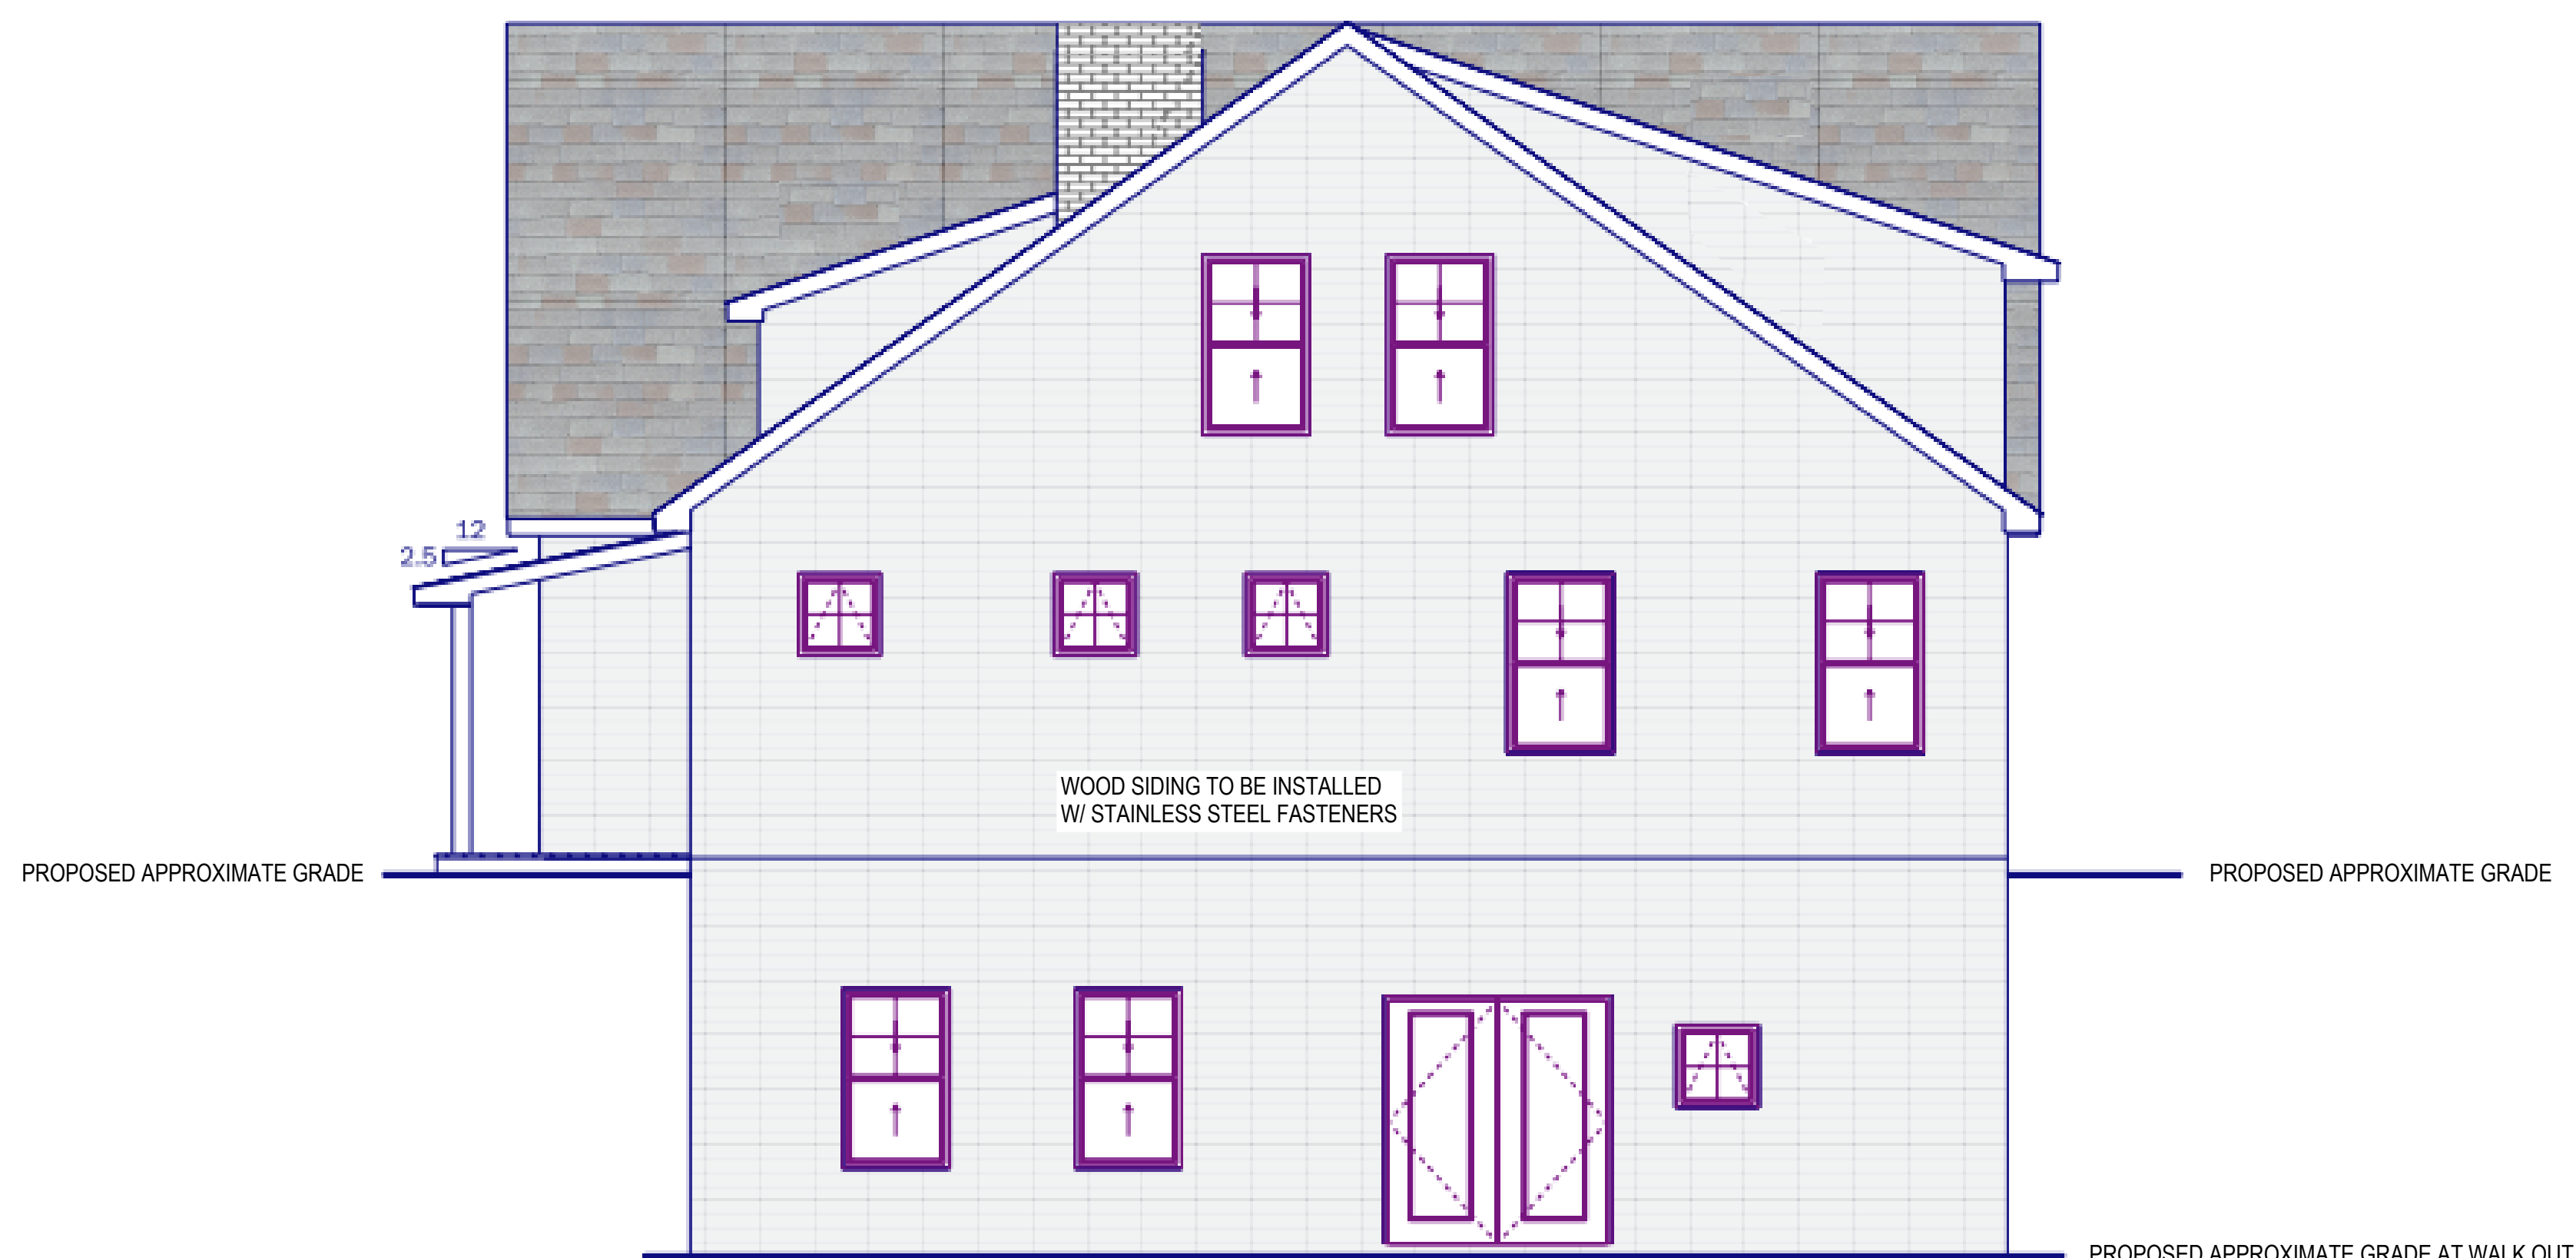 12
2.5
WOOD SIDING TO BE INSTALLED
W/ STAINLESS STEEL FASTENERS
PROPOSED APPROXIMATE GRADE
PROPOSED APPROXIMATE GRADE
PROPOSED APPROXIMATE GRADE AT WALK OUT